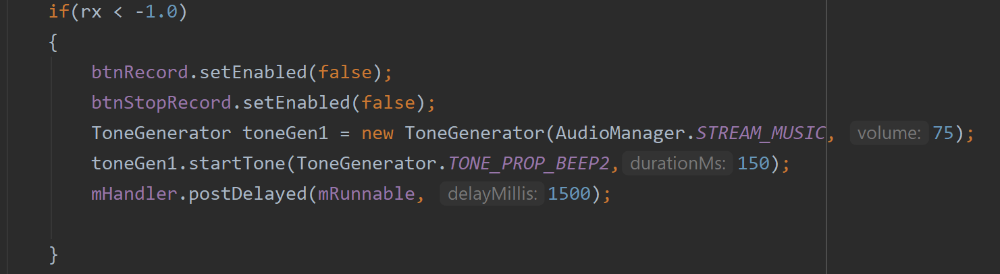 if(rx < -1.0)
{
btnRecord.setEnabled(false);
btnStopRecord.setEnabled(false);
ToneGenerator toneGen1 = new ToneGenerator(AudioManager.STREAM_MUSIC, volume: 75);
toneGen1.startTone(ToneGenerator.TONE_PROP_BEEP2, durationMs: 150);
mHandler.postDelayed(mRunnable, delayMillis: 1500);
}